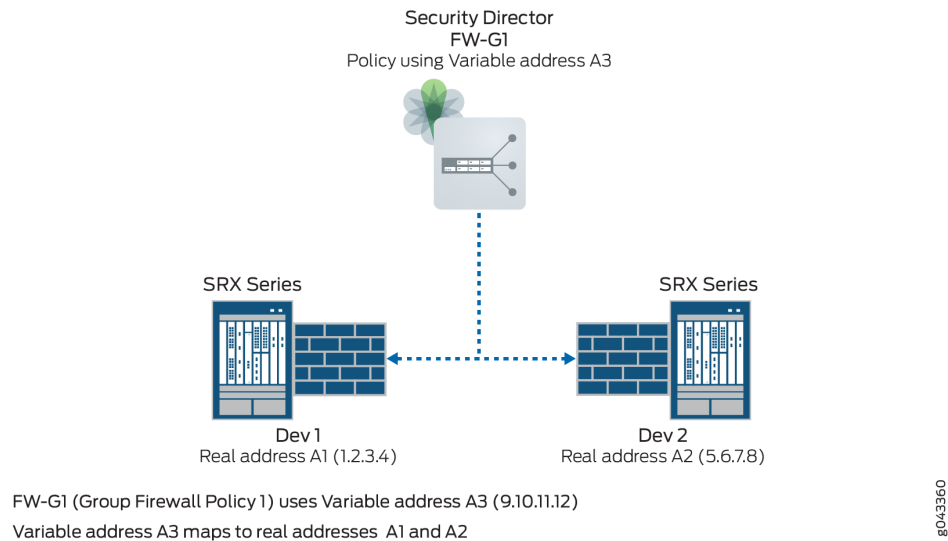 Security Director
FW-G1
Policy using Variable address A3
SRX Series
SRX Series
Dev 1
Real address A1 (1.2.3.4)
Dev 2
Real address A2 (5.6.7.8)
FW-G1 (Group Firewall Policy 1) uses Variable address A3 (9.10.11.12)
Variable address A3 maps to real addresses A1 and A2
g043360